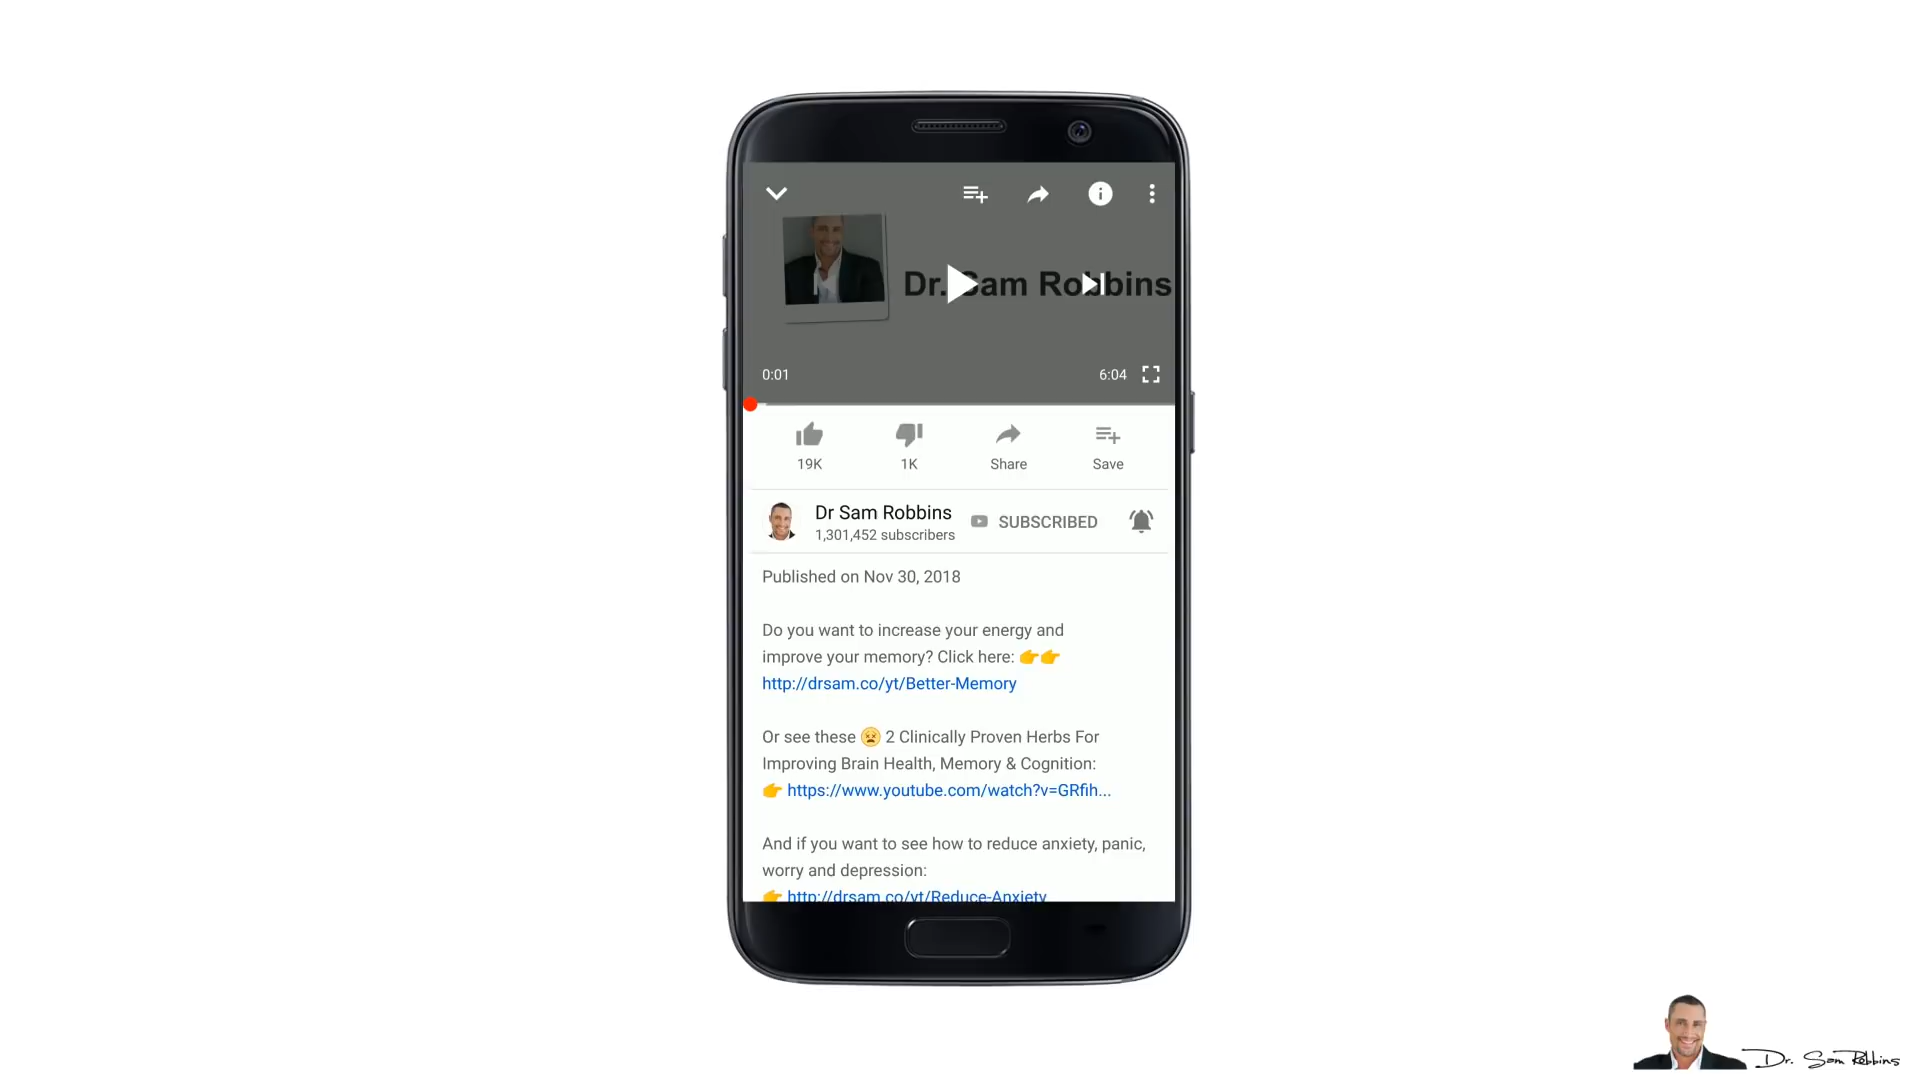 Dr. Sam Robbins
0:01
6:04
19K
1K
Share
Save
Dr Sam Robbins
1,301,452 subscribers
SUBSCRIBED
Published on Nov 30, 2018
Do you want to increase your energy and
improve your memory? Click here: 👉👉
http://drsam.co/yt/Better-Memory
Or see these 😵 2 Clinically Proven Herbs For
Improving Brain Health, Memory & Cognition:
👉 https://www.youtube.com/watch?v=GRfih...
And if you want to see how to reduce anxiety, panic,
worry and depression:
👉 http://drsam.co/yt/Reduce-Anxiety
Dr. Sam Robbins